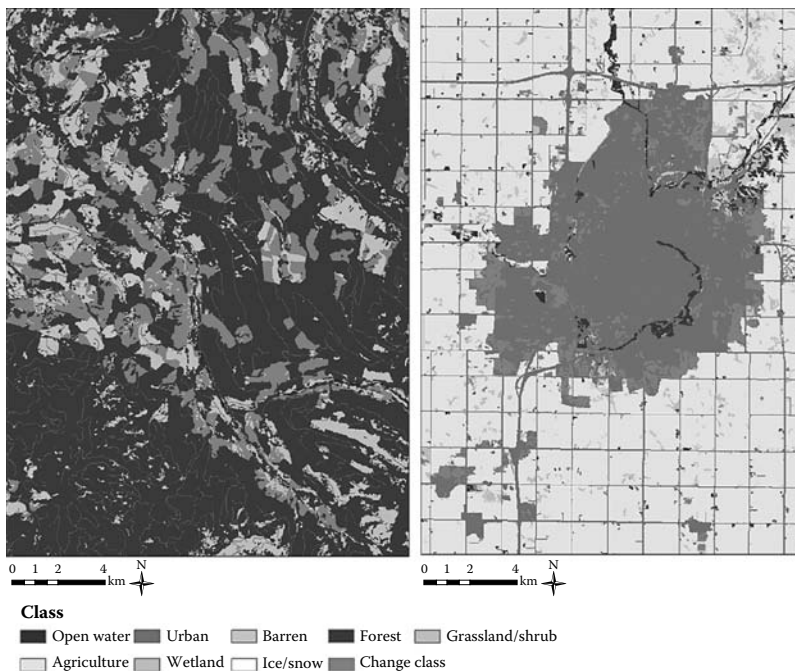 0 1 2 4 km N
0 1 2 4 km N
Class
Open water Urban Barren Forest Grassland/shrub
Agriculture Wetland Ice/snow Change class